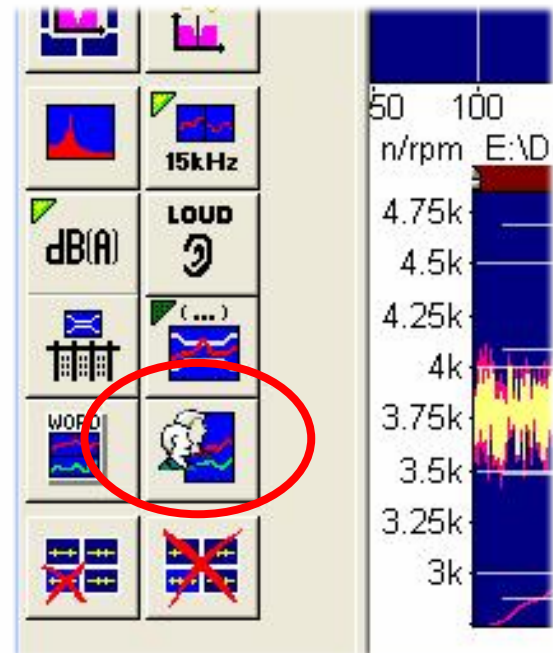 15kHz
dB(A)
LOUD
(...)
WORD
50 100
n/rpm E:\D
4.75k
4.5k
4.25k
4k
3.75k
3.5k
3.25k
3k